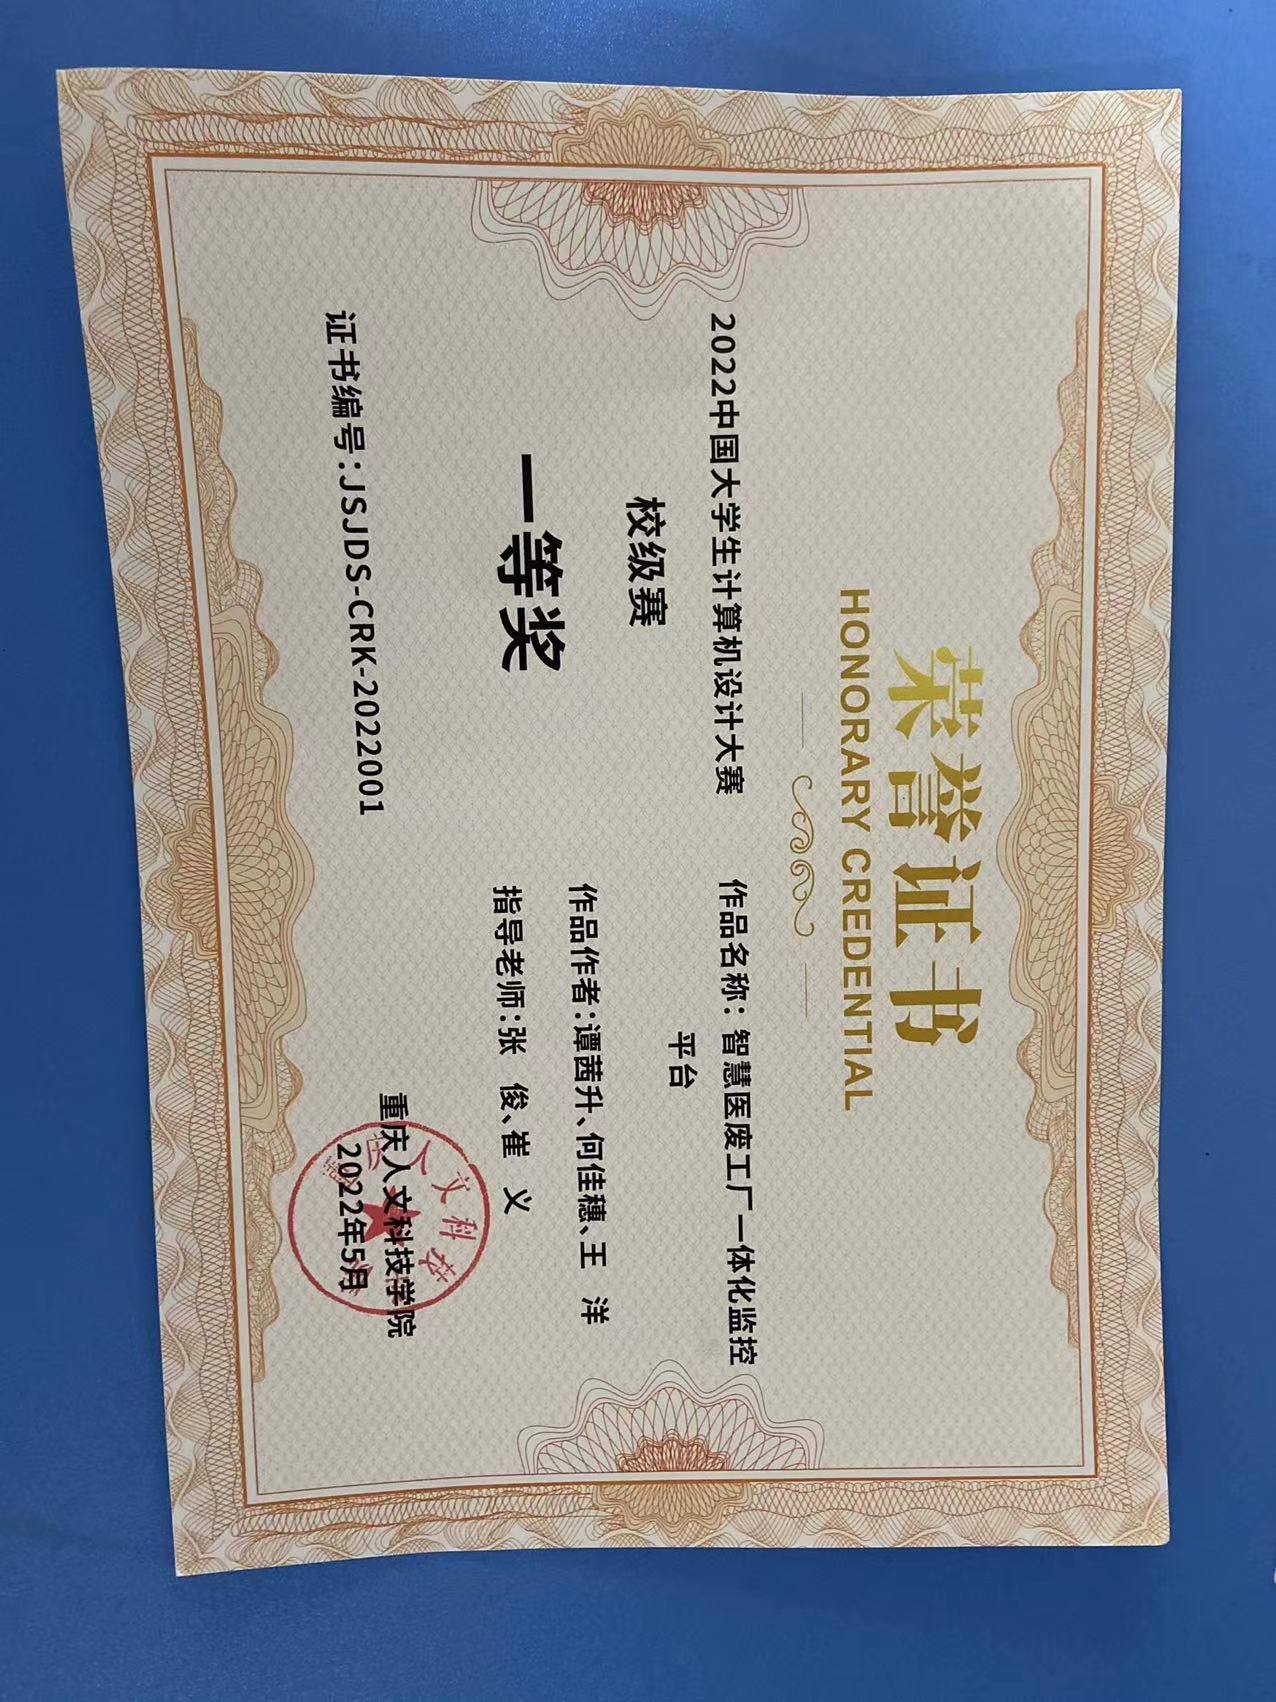 荣誉证书
HONORARY CREDENTIAL
2022中国大学生计算机设计大赛
校级赛
一等奖
证书编号：JSJDS-CRK-2022001
作品名称：智慧医废工厂一体化监控
平台
作品作者：谭茜升、何佳穗、王 洋
指导老师：张 俊、崔 义
重庆人文科技学院
2022年5月
重庆人文科技学院